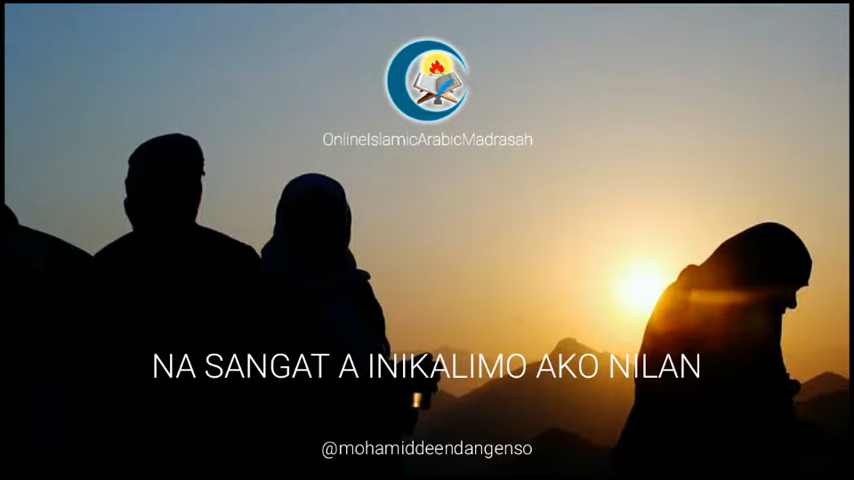 OnlineIslamicArabicMadrasah
NA SANGAT A INIKALIMO AKO NILAN
@mohamiddeendangenso